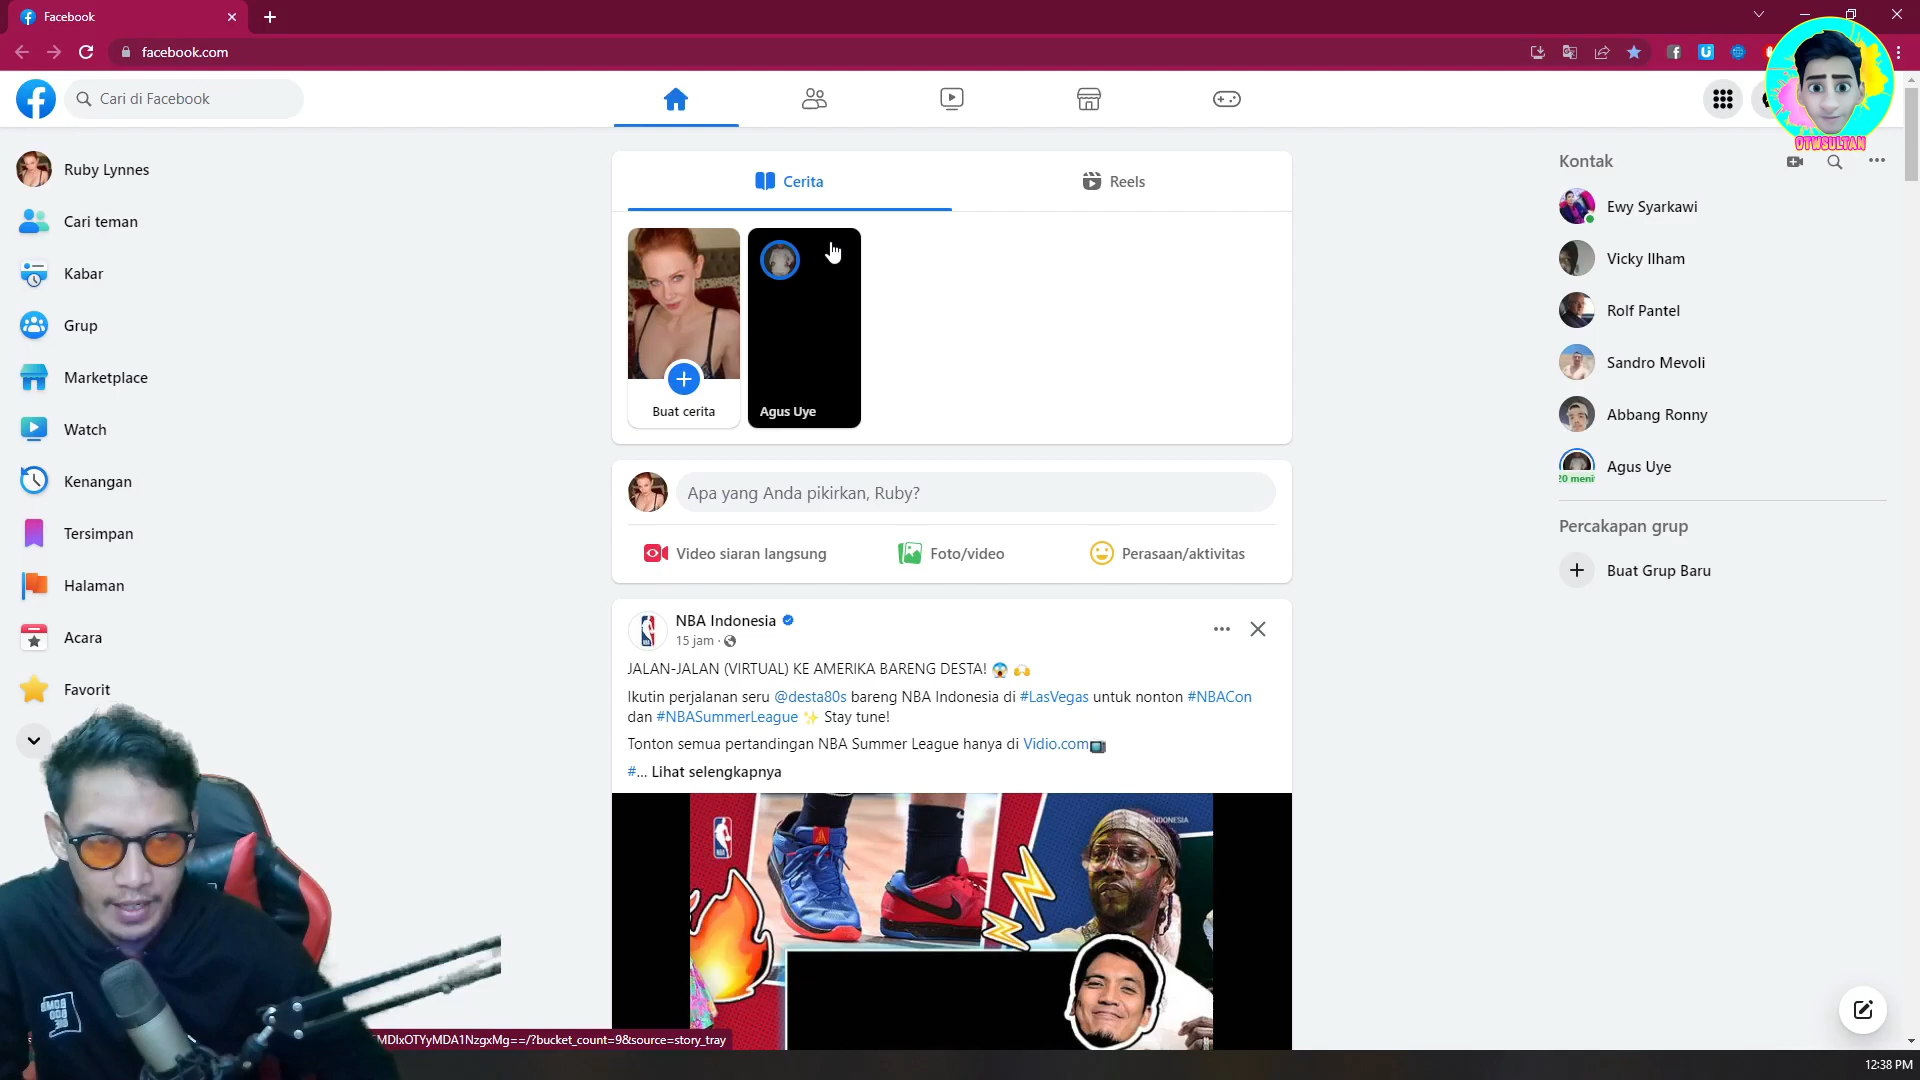 Facebook
facebook.com
Cari di Facebook
OTWSULTAN
Ruby Lynnes
Cari teman
Kabar
Grup
Marketplace
Watch
Kenangan
Tersimpan
Halaman
Acara
Favorit
Cerita
Reels
Buat cerita
Agus Uye
Apa yang Anda pikirkan, Ruby?
Video siaran langsung
Foto/video
Perasaan/aktivitas
NBA Indonesia
15 jam ·
JALAN-JALAN (VIRTUAL) KE AMERIKA BARENG DESTA! 😱 🙌
Ikutin perjalanan seru @desta80s bareng NBA Indonesia di #LasVegas untuk nonton #NBACon
dan #NBASummerLeague ✨ Stay tune!
Tonton semua pertandingan NBA Summer League hanya di Vidio.com📺
#... Lihat selengkapnya
Kontak
Ewy Syarkawi
Vicky Ilham
Rolf Pantel
Sandro Mevoli
Abbang Ronny
Agus Uye
20 meni
Percakapan grup
Buat Grup Baru
MDIxOTYyMDA1NzgxMg==/?bucket_count=9&source=story_tray
12:38 PM